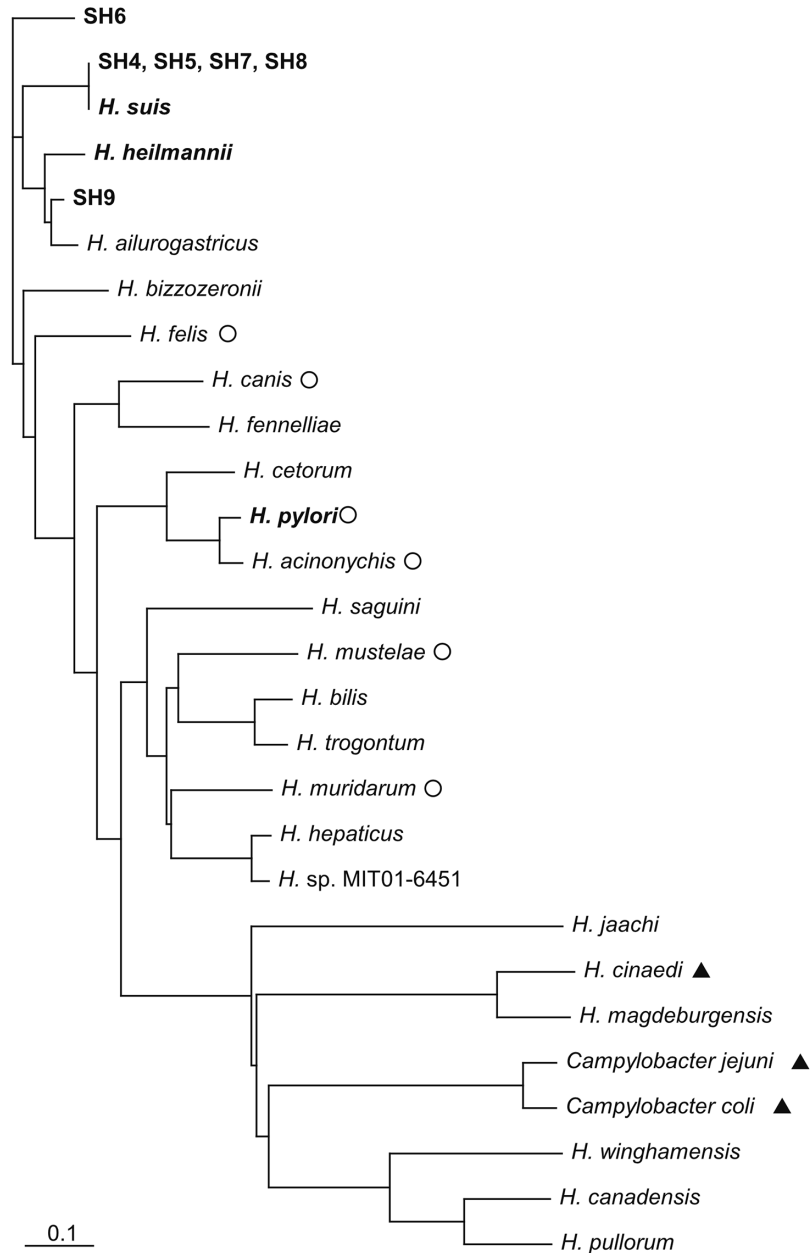 SH6
SH4, SH5, SH7, SH8
H. suis
H. heilmannii
SH9
H. ailurogastricus
H. bizzozeronii
H. felis
H. canis
H. fennelliae
H. cetorum
H. pylori
H. acinonychis
H. saguini
H. mustelae
H. bilis
H. trogontum
H. muridarum
H. hepaticus
H. sp. MIT01-6451
H. jaachi
H. cinaedi
H. magdeburgensis
Campylobacter jejuni
Campylobacter coli
H. winghamensis
H. canadensis
H. pullorum
0.1